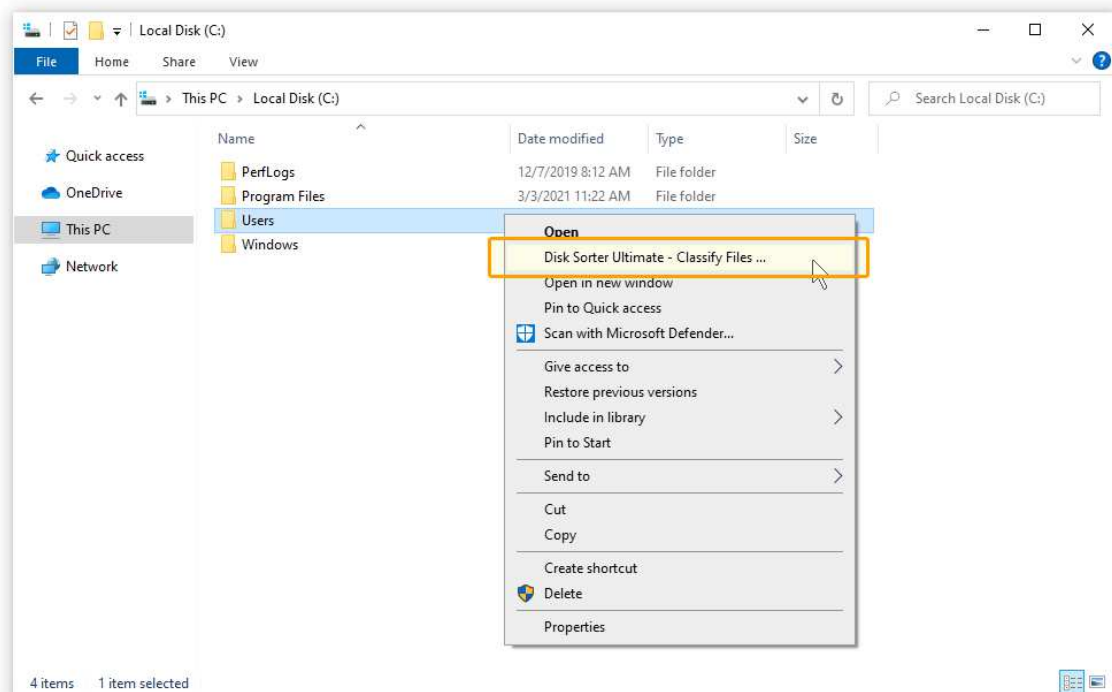 Local Disk (C:)
File Home Share View
This PC > Local Disk (C:)
Search Local Disk (C:)
Quick access
OneDrive
This PC
Network
Name Date modified Type Size
PerfLogs 12/7/2019 8:12 AM File folder
Program Files 3/3/2021 11:22 AM File folder
Users
Windows
Open
Disk Sorter Ultimate - Classify Files ...
Open in new window
Pin to Quick access
Scan with Microsoft Defender...
Give access to
Restore previous versions
Include in library
Pin to Start
Send to
Cut
Copy
Create shortcut
Delete
Properties
4 items 1 item selected